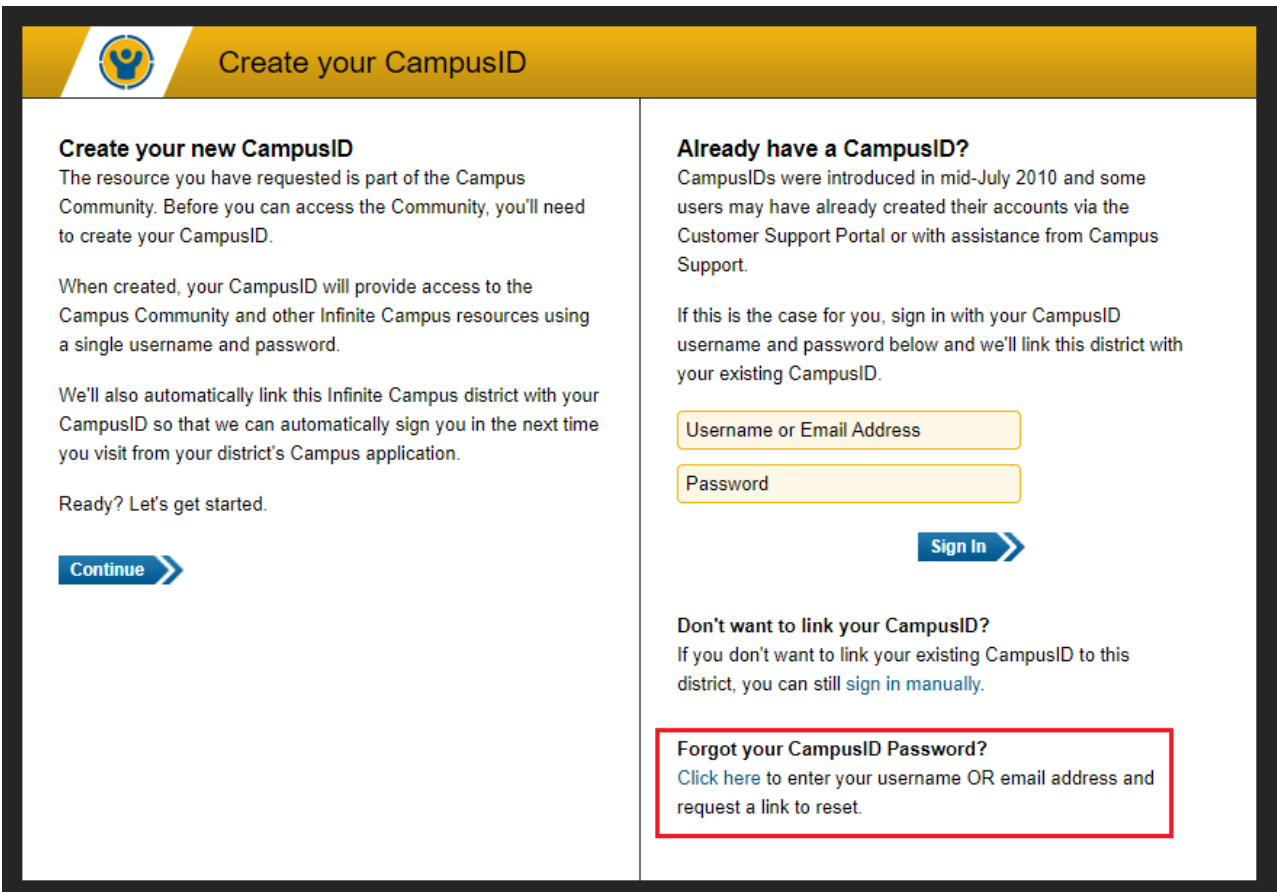 Create your CampusID
Create your new CampusID
The resource you have requested is part of the Campus
Community. Before you can access the Community, you'll need
to create your CampusID.
When created, your CampusID will provide access to the
Campus Community and other Infinite Campus resources using
a single username and password.
We'll also automatically link this Infinite Campus district with your
CampusID so that we can automatically sign you in the next time
you visit from your district's Campus application.
Ready? Let's get started.
Continue
Already have a CampusID?
CampusIDs were introduced in mid-July 2010 and some
users may have already created their accounts via the
Customer Support Portal or with assistance from Campus
Support.
If this is the case for you, sign in with your CampusID
username and password below and we'll link this district with
your existing CampusID.
Username or Email Address
Password
Sign In
Don't want to link your CampusID?
If you don't want to link your existing CampusID to this
district, you can still sign in manually.
Forgot your CampusID Password?
Click here to enter your username OR email address and
request a link to reset.